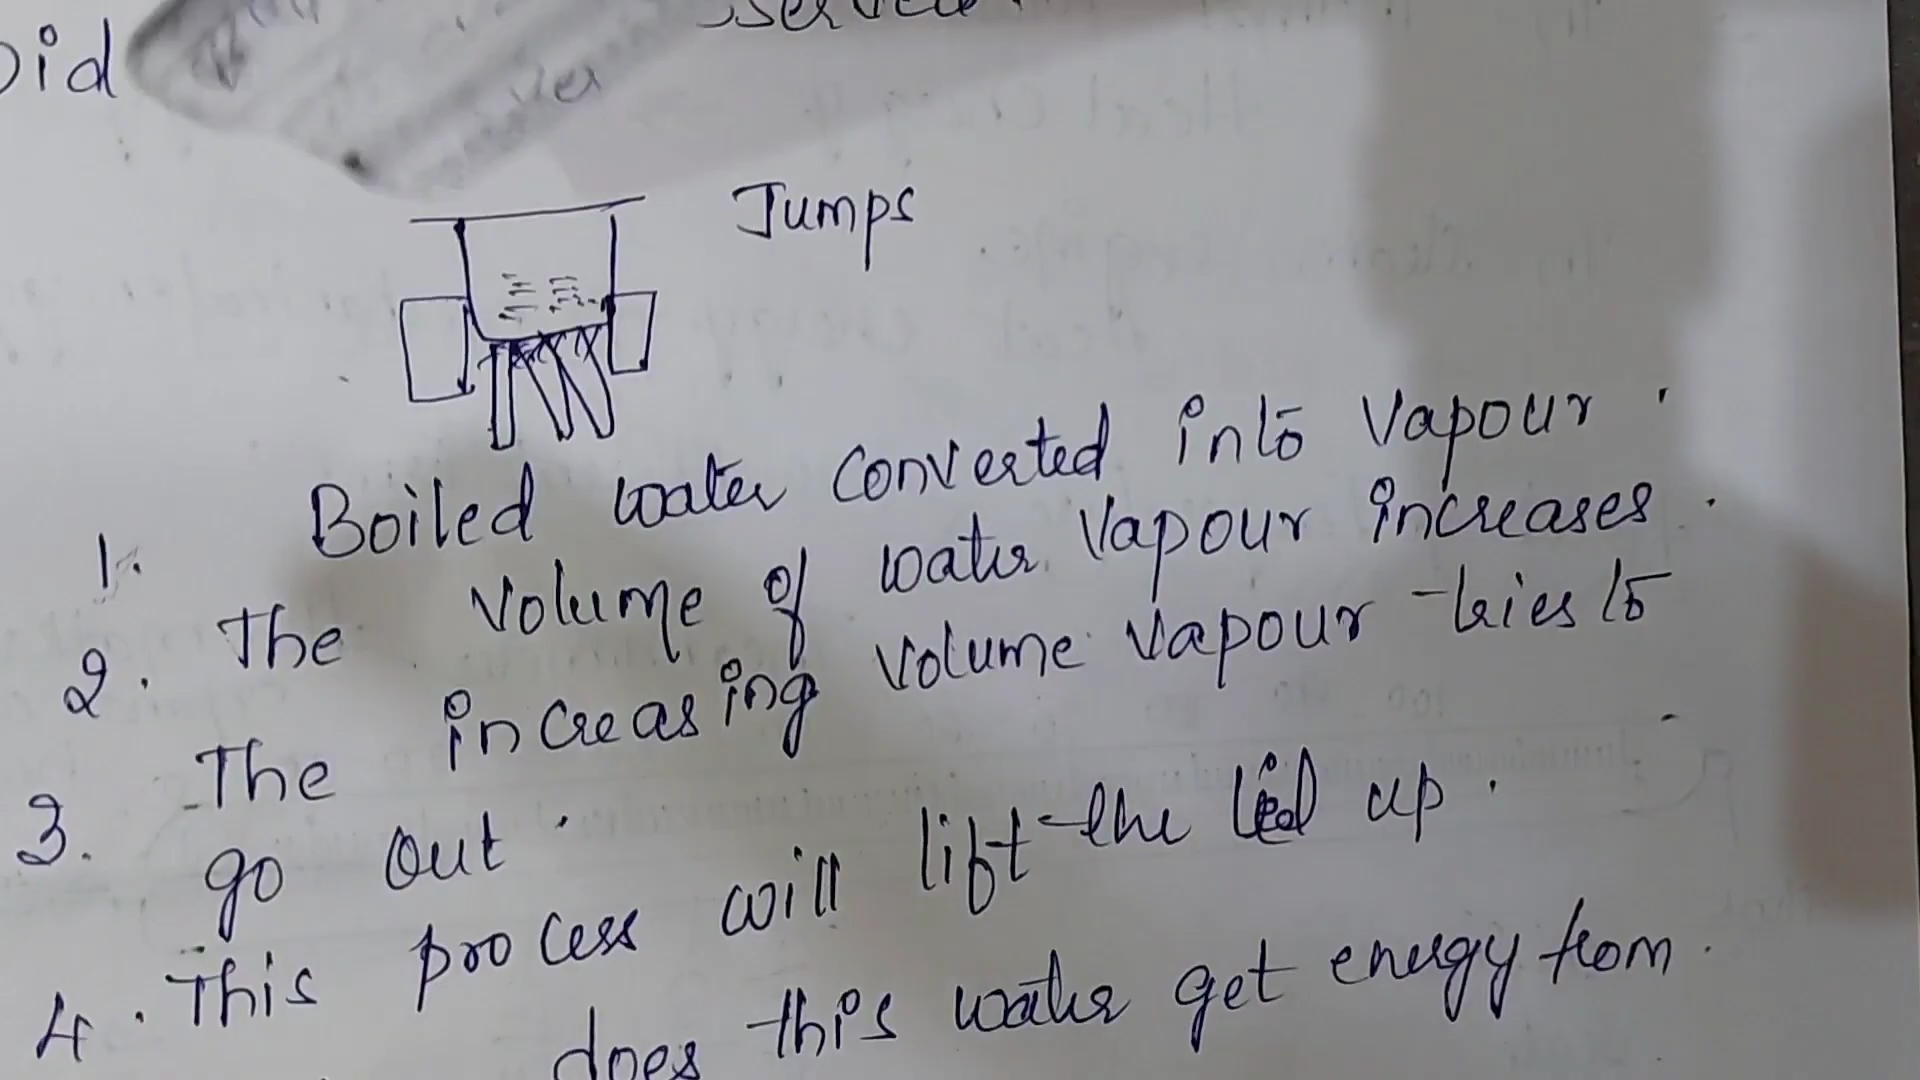 Did
Jumps
1. Boiled water converted into vapour.
2. The volume of water vapour increases.
3. The increasing volume vapour tries to
go out.
4. This process will lift the lid up.
does this water get energy from